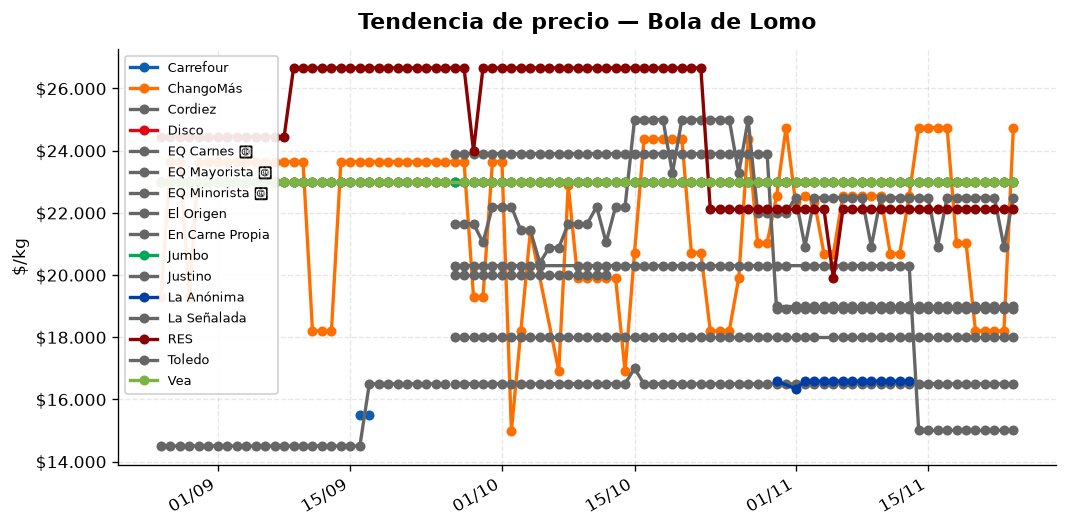 Tendencia de precio — Bola de Lomo
$/kg
$26.000
$24.000
$22.000
$20.000
$18.000
$16.000
$14.000
Carrefour
ChangoMás
Cordiez
Disco
EQ Carnes
EQ Mayorista
EQ Minorista
El Origen
En Carne Propia
Jumbo
Justino
La Anónima
La Señalada
RES
Toledo
Vea
01/09
15/09
01/10
15/10
01/11
15/11